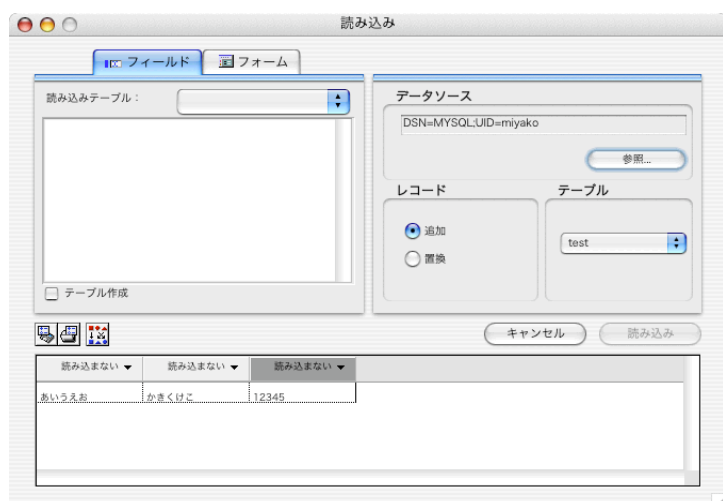 読み込み
フィールド
フォーム
読み込みテーブル：
テーブル作成
データソース
DSN=MYSQL;UID=miyako
参照...
レコード
追加
置換
テーブル
test
キャンセル
読み込み
読み込まない 読み込まない 読み込まない
あいうえお かきくけこ 12345